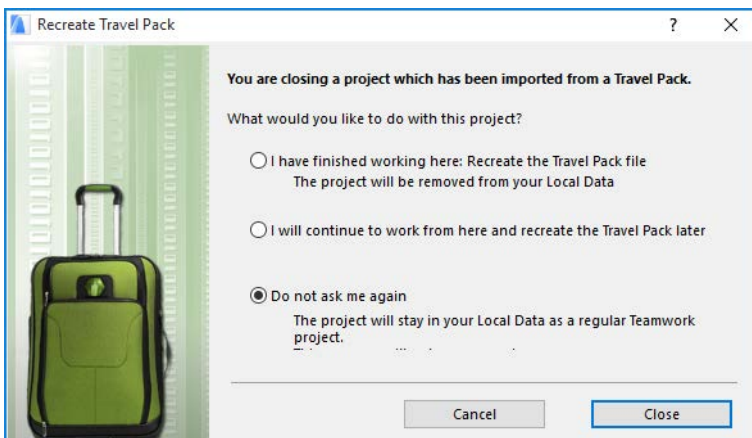 Recreate Travel Pack
?
You are closing a project which has been imported from a Travel Pack.
What would you like to do with this project?
I have finished working here: Recreate the Travel Pack file
The project will be removed from your Local Data
I will continue to work from here and recreate the Travel Pack later
Do not ask me again
The project will stay in your Local Data as a regular Teamwork
project.
Cancel
Close